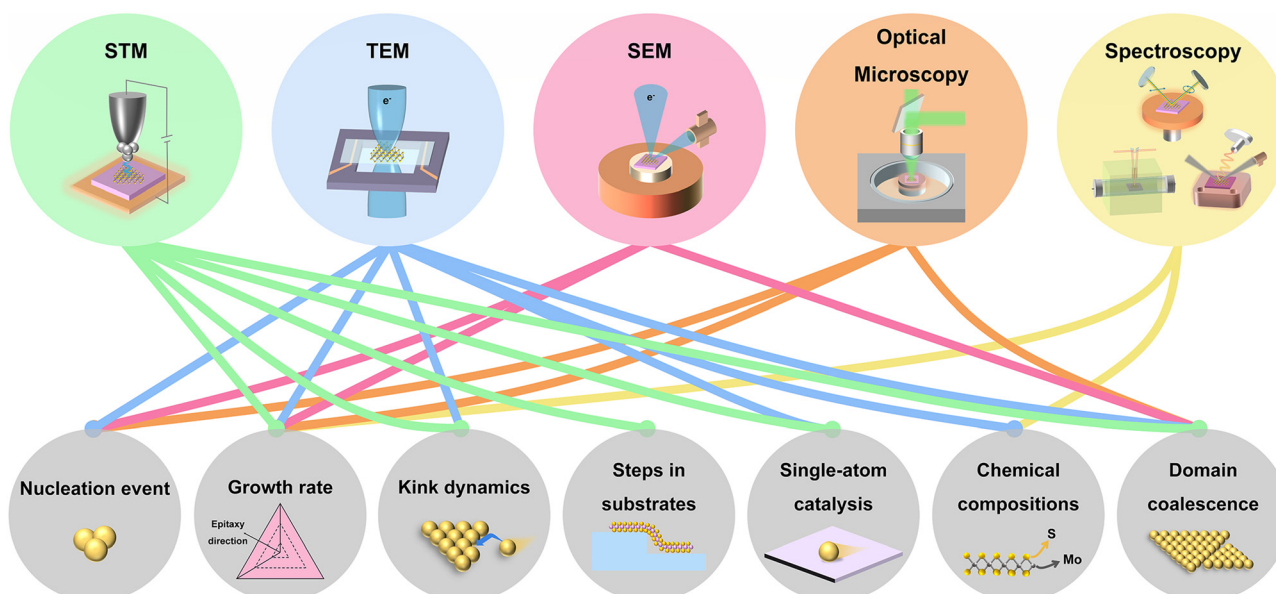 STM
TEM
SEM
Optical
Microscopy
Spectroscopy
e-
e-
Nucleation event
Growth rate
Epitaxy
direction
Kink dynamics
Steps in
substrates
Single-atom
catalysis
Chemical
compositions
S
Mo
Domain
coalescence